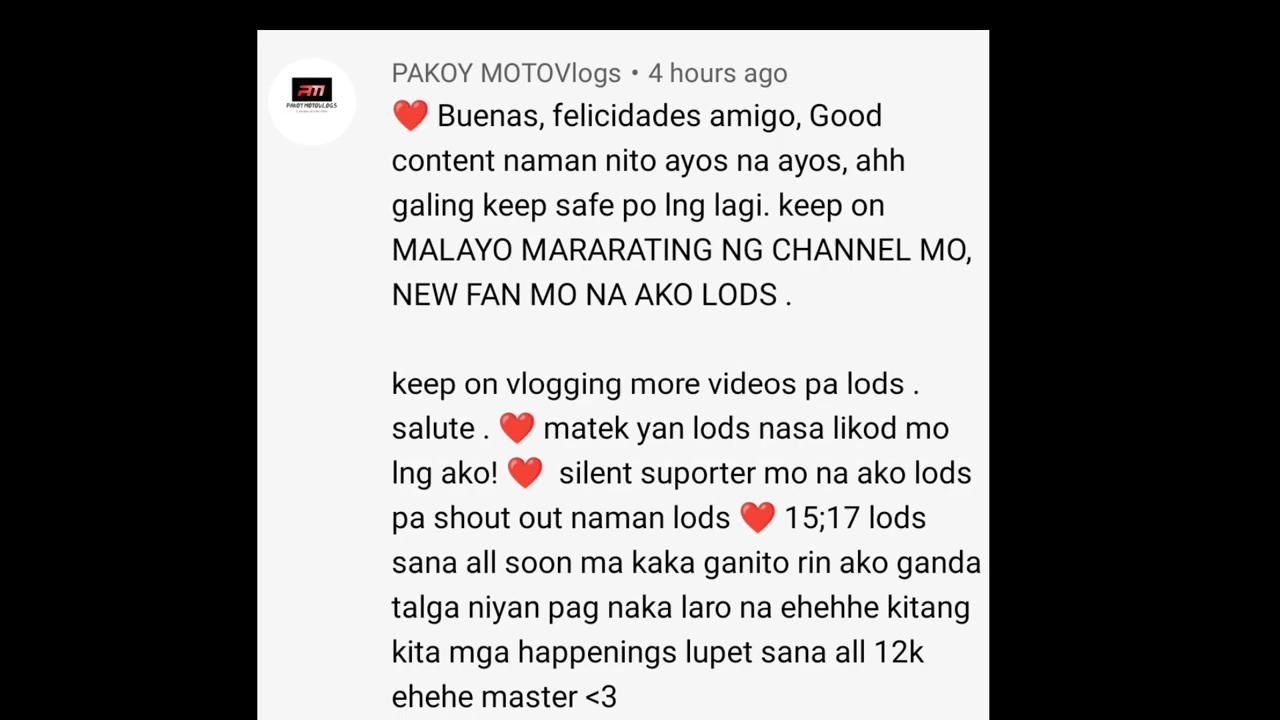 PAKOY MOTOVlogs • 4 hours ago
❤️ Buenas, felicidades amigo, Good
content naman nito ayos na ayos, ahh
galing keep safe po lng lagi. keep on
MALAYO MARARATING NG CHANNEL MO,
NEW FAN MO NA AKO LODS .
keep on vlogging more videos pa lods .
salute . ❤️ matek yan lods nasa likod mo
lng ako! ❤️ silent suporter mo na ako lods
pa shout out naman lods ❤️ 15;17 lods
sana all soon ma kaka ganito rin ako ganda
talga niyan pag naka laro na ehehhe kitang
kita mga happenings lupet sana all 12k
ehehe master <3
PAKOY MOTOVLOGS